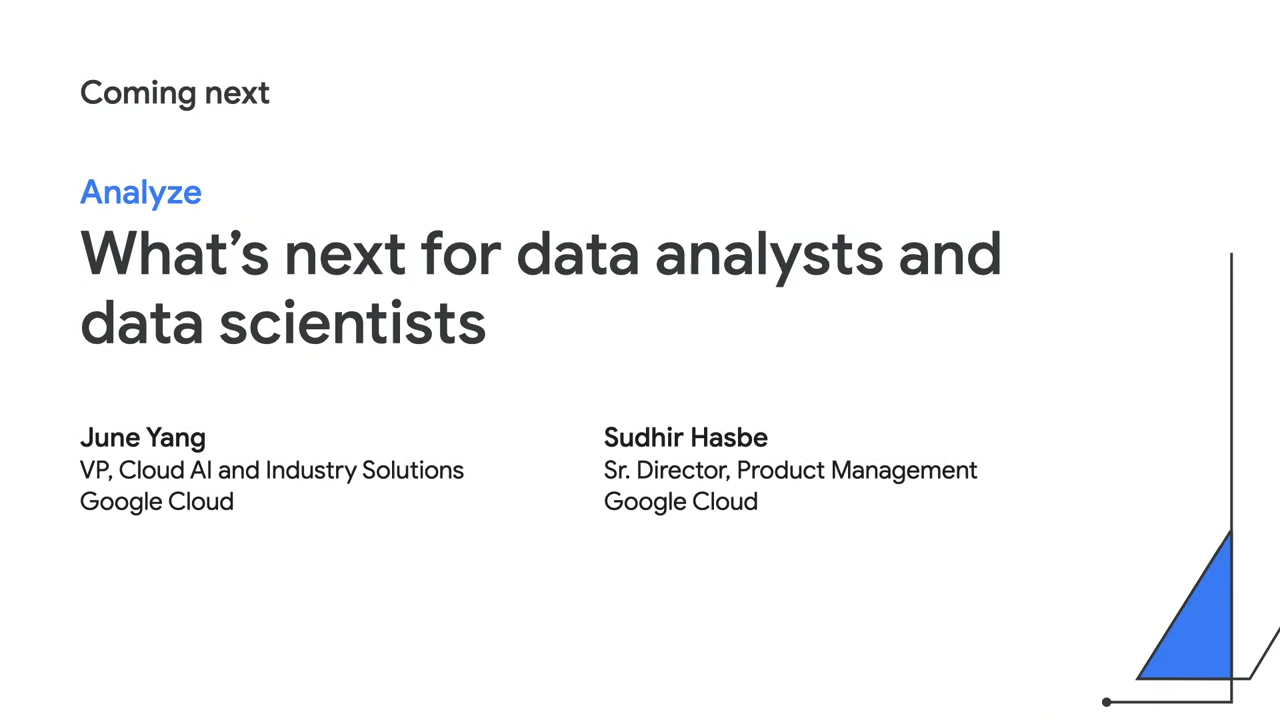 Coming next
Analyze
What’s next for data analysts and
data scientists
June Yang
VP, Cloud AI and Industry Solutions
Google Cloud
Sudhir Hasbe
Sr. Director, Product Management
Google Cloud